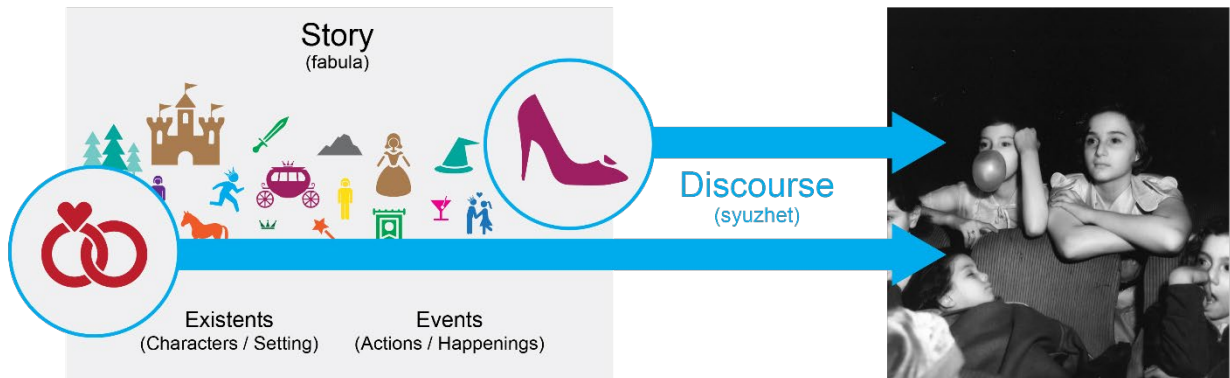 Story
(fabula)
Discourse
(syuzhet)
Existents
(Characters / Setting)
Events
(Actions / Happenings)